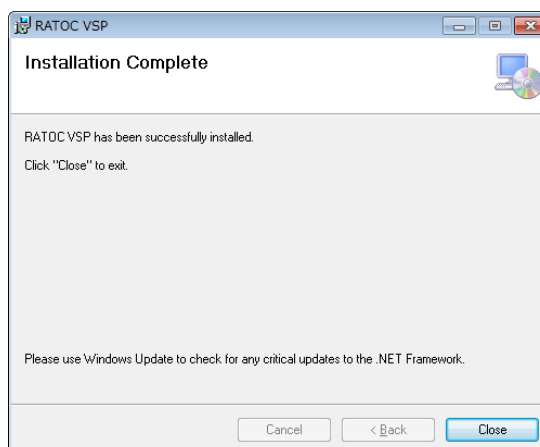 RATOC VSP
Installation Complete
RATOC VSP has been successfully installed.
Click "Close" to exit.
Please use Windows Update to check for any critical updates to the .NET Framework.
Cancel
< Back
Close